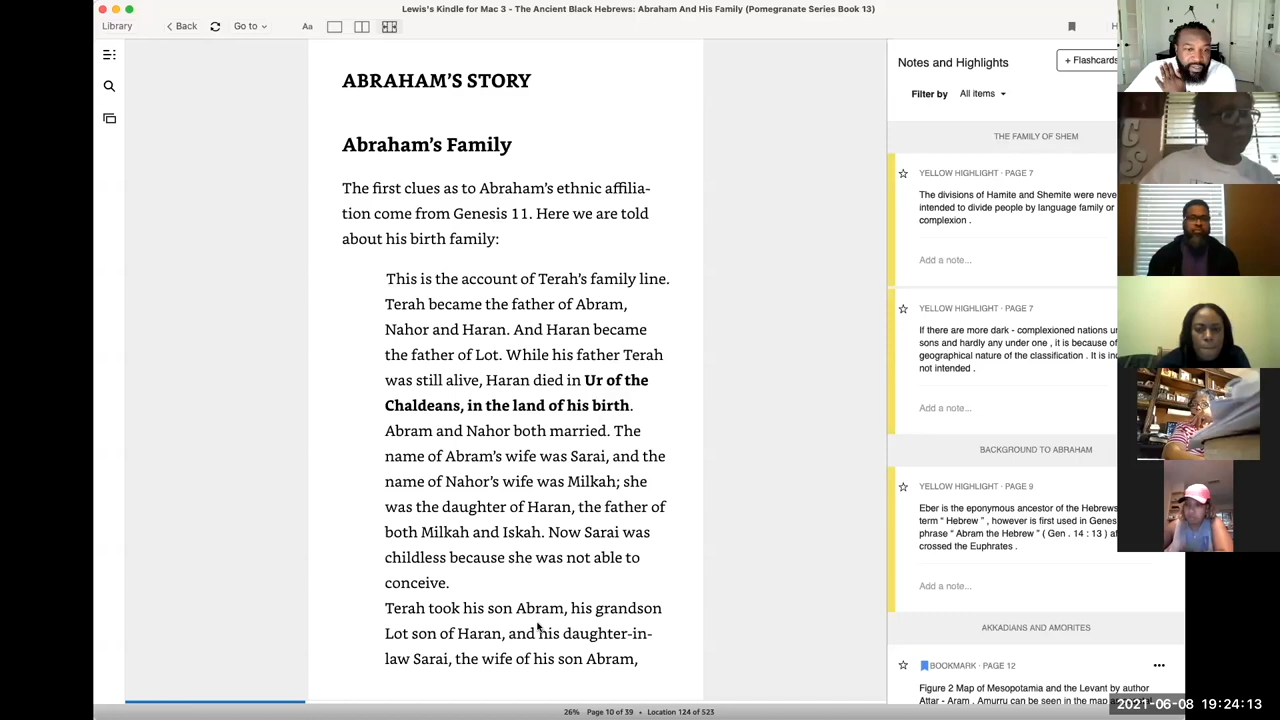 Lewis's Kindle for Mac 3 - The Ancient Black Hebrews: Abraham And His Family (Pomegranate Series Book 13)
Library
Back
Go to
Aa
ABRAHAM'S STORY
Abraham's Family
The first clues as to Abraham's ethnic affilia-
tion come from Genesis 11. Here we are told
about his birth family:
This is the account of Terah's family line.
Terah became the father of Abram,
Nahor and Haran. And Haran became
the father of Lot. While his father Terah
was still alive, Haran died in Ur of the
Chaldeans, in the land of his birth.
Abram and Nahor both married. The
name of Abram's wife was Sarai, and the
name of Nahor's wife was Milkah; she
was the daughter of Haran, the father of
both Milkah and Iskah. Now Sarai was
childless because she was not able to
conceive.
Terah took his son Abram, his grandson
Lot son of Haran, and his daughter-in-
law Sarai, the wife of his son Abram,
26% Page 10 of 39 • Location 124 of 523
Notes and Highlights
+ Flashcards
Filter by All items
THE FAMILY OF SHEM
YELLOW HIGHLIGHT · PAGE 7
The divisions of Hamite and Shemite were neve
intended to divide people by language family or
complexion .
Add a note...
YELLOW HIGHLIGHT · PAGE 7
If there are more dark - complexioned nations u
sons and hardly any under one , it is because of
geographical nature of the classification . It is in
not intended .
Add a note...
BACKGROUND TO ABRAHAM
YELLOW HIGHLIGHT · PAGE 9
Eber is the eponymous ancestor of the Hebrews
term " Hebrew " , however is first used in Genes
phrase " Abram the Hebrew " ( Gen . 14 : 13 ) a
crossed the Euphrates .
Add a note...
AKKADIANS AND AMORITES
BOOKMARK · PAGE 12
Figure 2 Map of Mesopotamia and the Levant by author
Attar - Aram . Amurru can be seen in the map a
2021-06-08 19:24:13